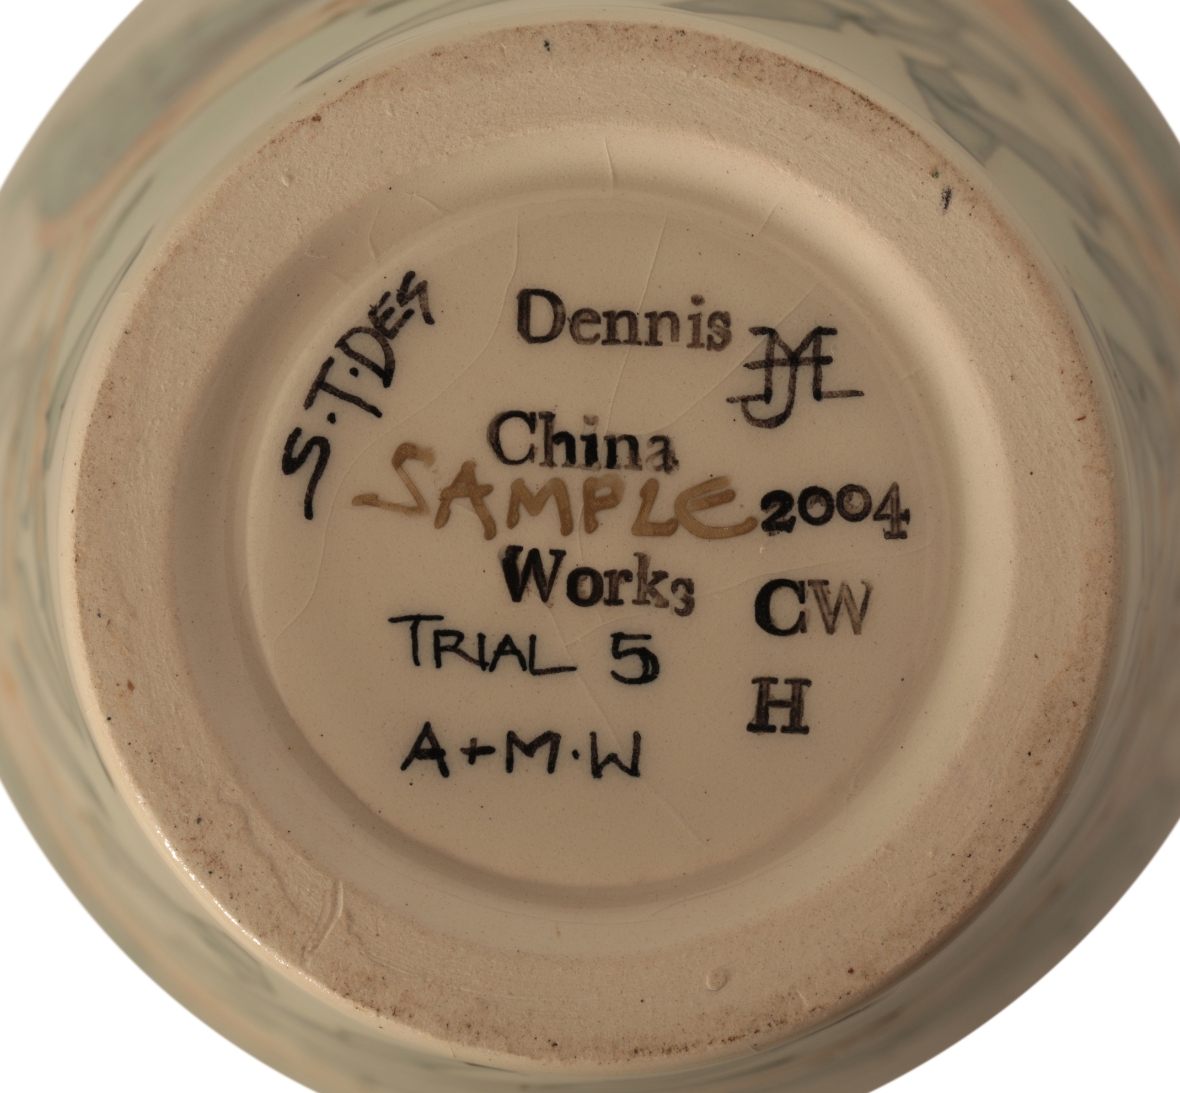 S.T.DES
Dennis
China
SAMPLE
2004
Works
CW
TRIAL 5
H
A+M.W